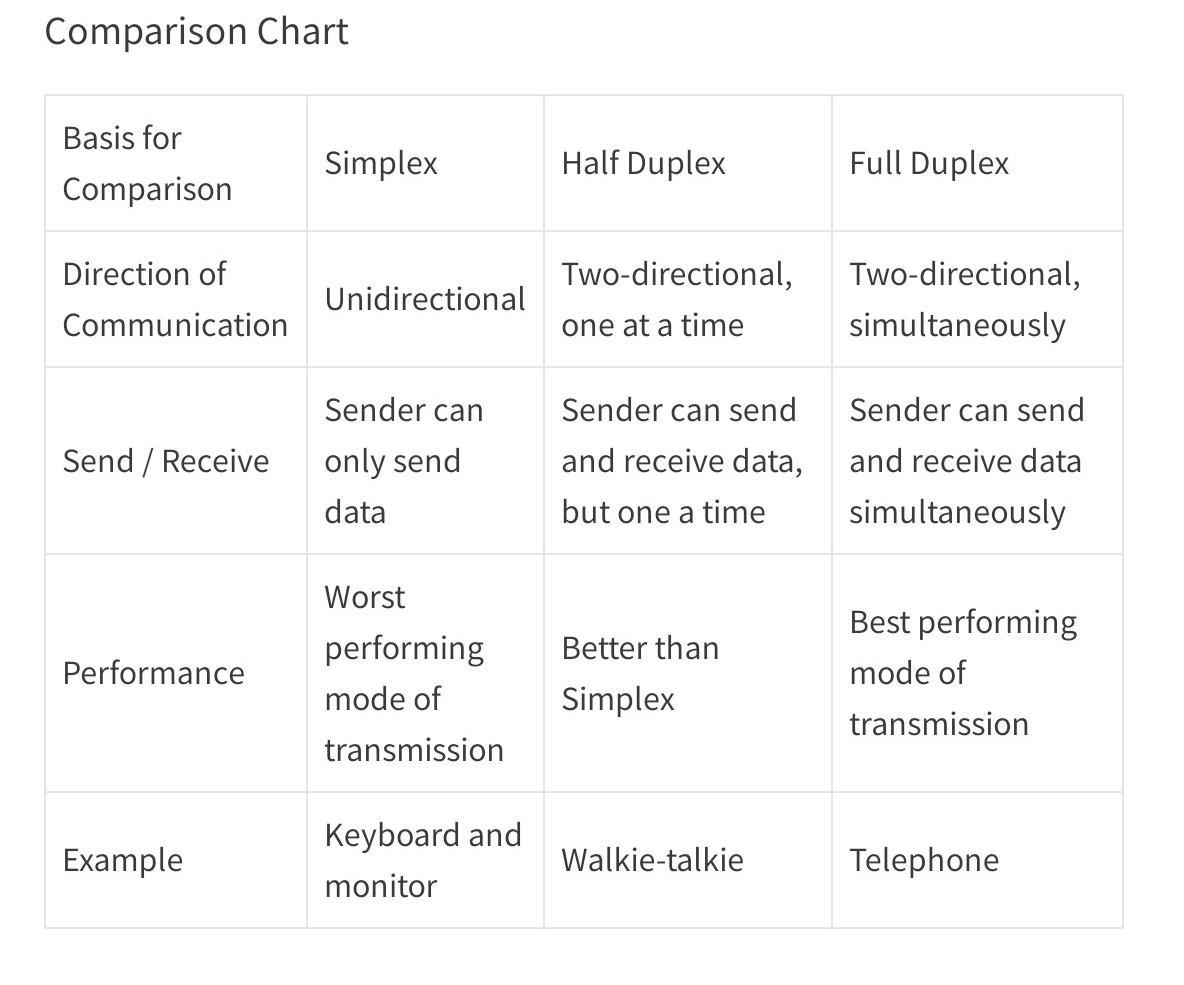 Comparison Chart
Basis for
Comparison
Simplex
Half Duplex
Full Duplex
Direction of
Communication
Unidirectional
Two-directional,
one at a time
Two-directional,
simultaneously
Send / Receive
Sender can
only send
data
Sender can send
and receive data,
but one a time
Sender can send
and receive data
simultaneously
Performance
Worst
performing
mode of
transmission
Better than
Simplex
Best performing
mode of
transmission
Example
Keyboard and
monitor
Walkie-talkie
Telephone